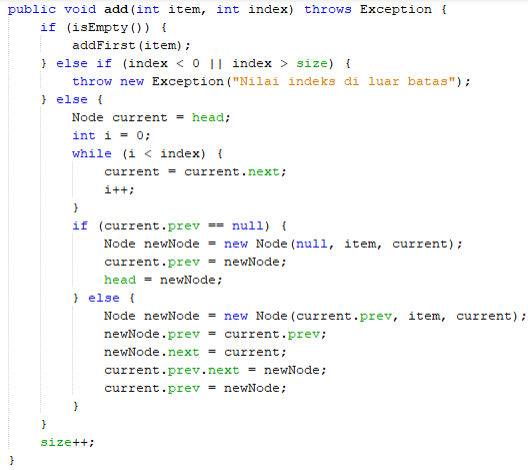 public void add(int item, int index) throws Exception {
    if (isEmpty()) {
        addFirst(item);
    } else if (index < 0 || index > size) {
        throw new Exception("Nilai indeks di luar batas");
    } else {
        Node current = head;
        int i = 0;
        while (i < index) {
            current = current.next;
            i++;
        }
        if (current.prev == null) {
            Node newNode = new Node(null, item, current);
            current.prev = newNode;
            head = newNode;
        } else {
            Node newNode = new Node(current.prev, item, current);
            newNode.prev = current.prev;
            newNode.next = current;
            current.prev.next = newNode;
            current.prev = newNode;
        }
    }
    size++;
}